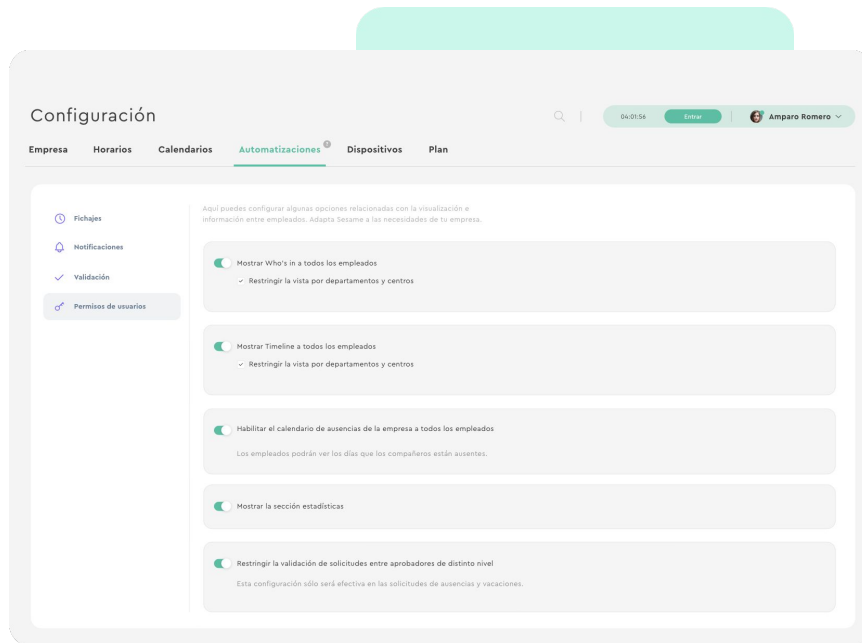 Configuración
04:01:56
Entrar
Amparo Romero
Empresa
Horarios
Calendarios
Automatizaciones
?
Dispositivos
Plan
Fichajes
Notificaciones
Validación
Permisos de usuarios
Aquí puedes configurar algunas opciones relacionadas con la visualización e
información entre empleados. Adapta Sesame a las necesidades de tu empresa.
Mostrar Who's in a todos los empleados
Restringir la vista por departamentos y centros
Mostrar Timeline a todos los empleados
Restringir la vista por departamentos y centros
Habilitar el calendario de ausencias de la empresa a todos los empleados
Los empleados podrán ver los días que los compañeros están ausentes.
Mostrar la sección estadísticas
Restringir la validación de solicitudes entre aprobadores de distinto nivel
Esta configuración sólo será efectiva en las solicitudes de ausencias y vacaciones.